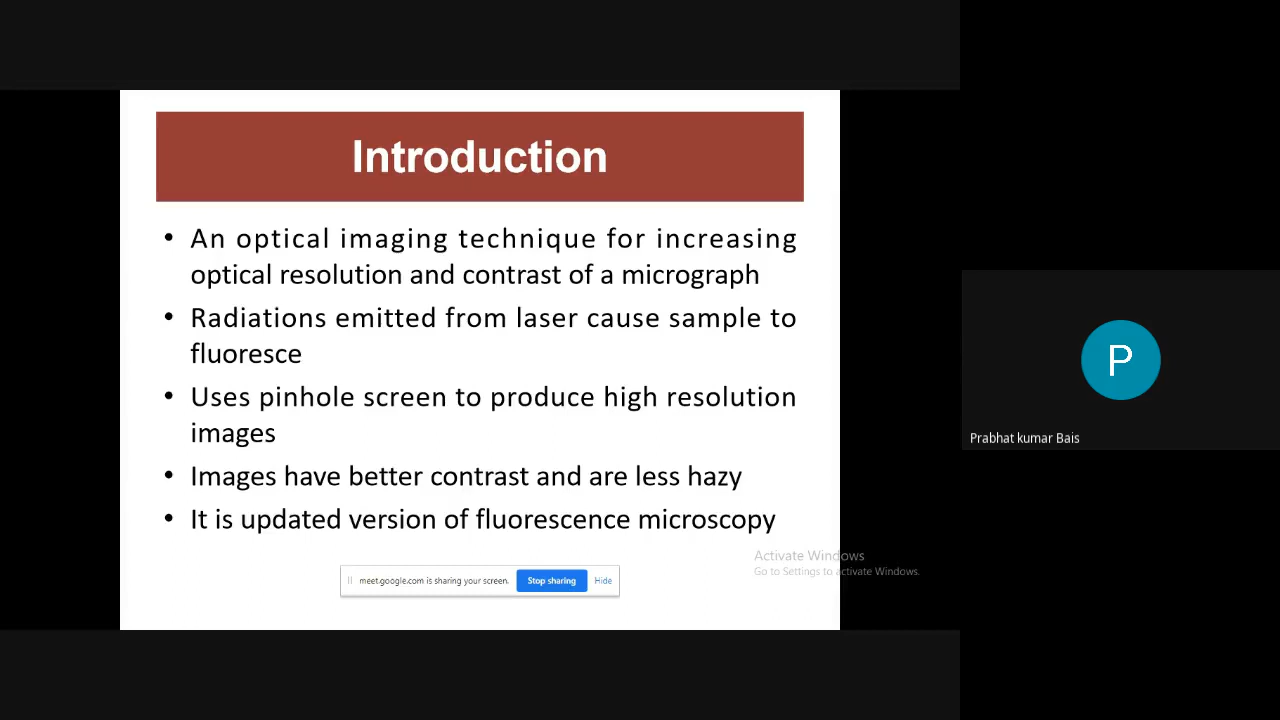 Introduction
• An optical imaging technique for increasing
optical resolution and contrast of a micrograph
• Radiations emitted from laser cause sample to
fluoresce
• Uses pinhole screen to produce high resolution
images
• Images have better contrast and are less hazy
• It is updated version of fluorescence microscopy
Activate Windows
Go to Settings to activate Windows.
meet.google.com is sharing your screen. Stop sharing Hide
P
Prabhat kumar Bais